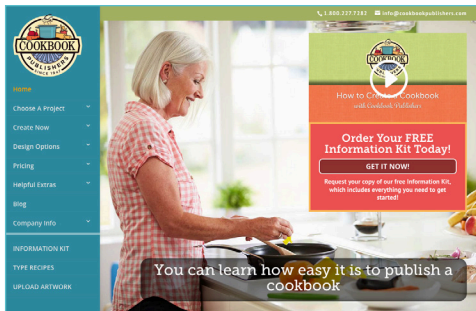 1.800.227.7282 info@cookbookpublishers.com
COOKBOOK
PUBLISHERS
SINCE 1947
Home
Choose A Project
Create Now
Design Options
Pricing
Helpful Extras
Blog
Company Info
INFORMATION KIT
TYPE RECIPES
UPLOAD ARTWORK
COOKBOOK
How to Create a Cookbook
with Cookbook Publishers
Order Your FREE
Information Kit Today!
GET IT NOW!
Request your copy of our free Information Kit,
which includes everything you need to get
started!
You can learn how easy it is to publish a
cookbook